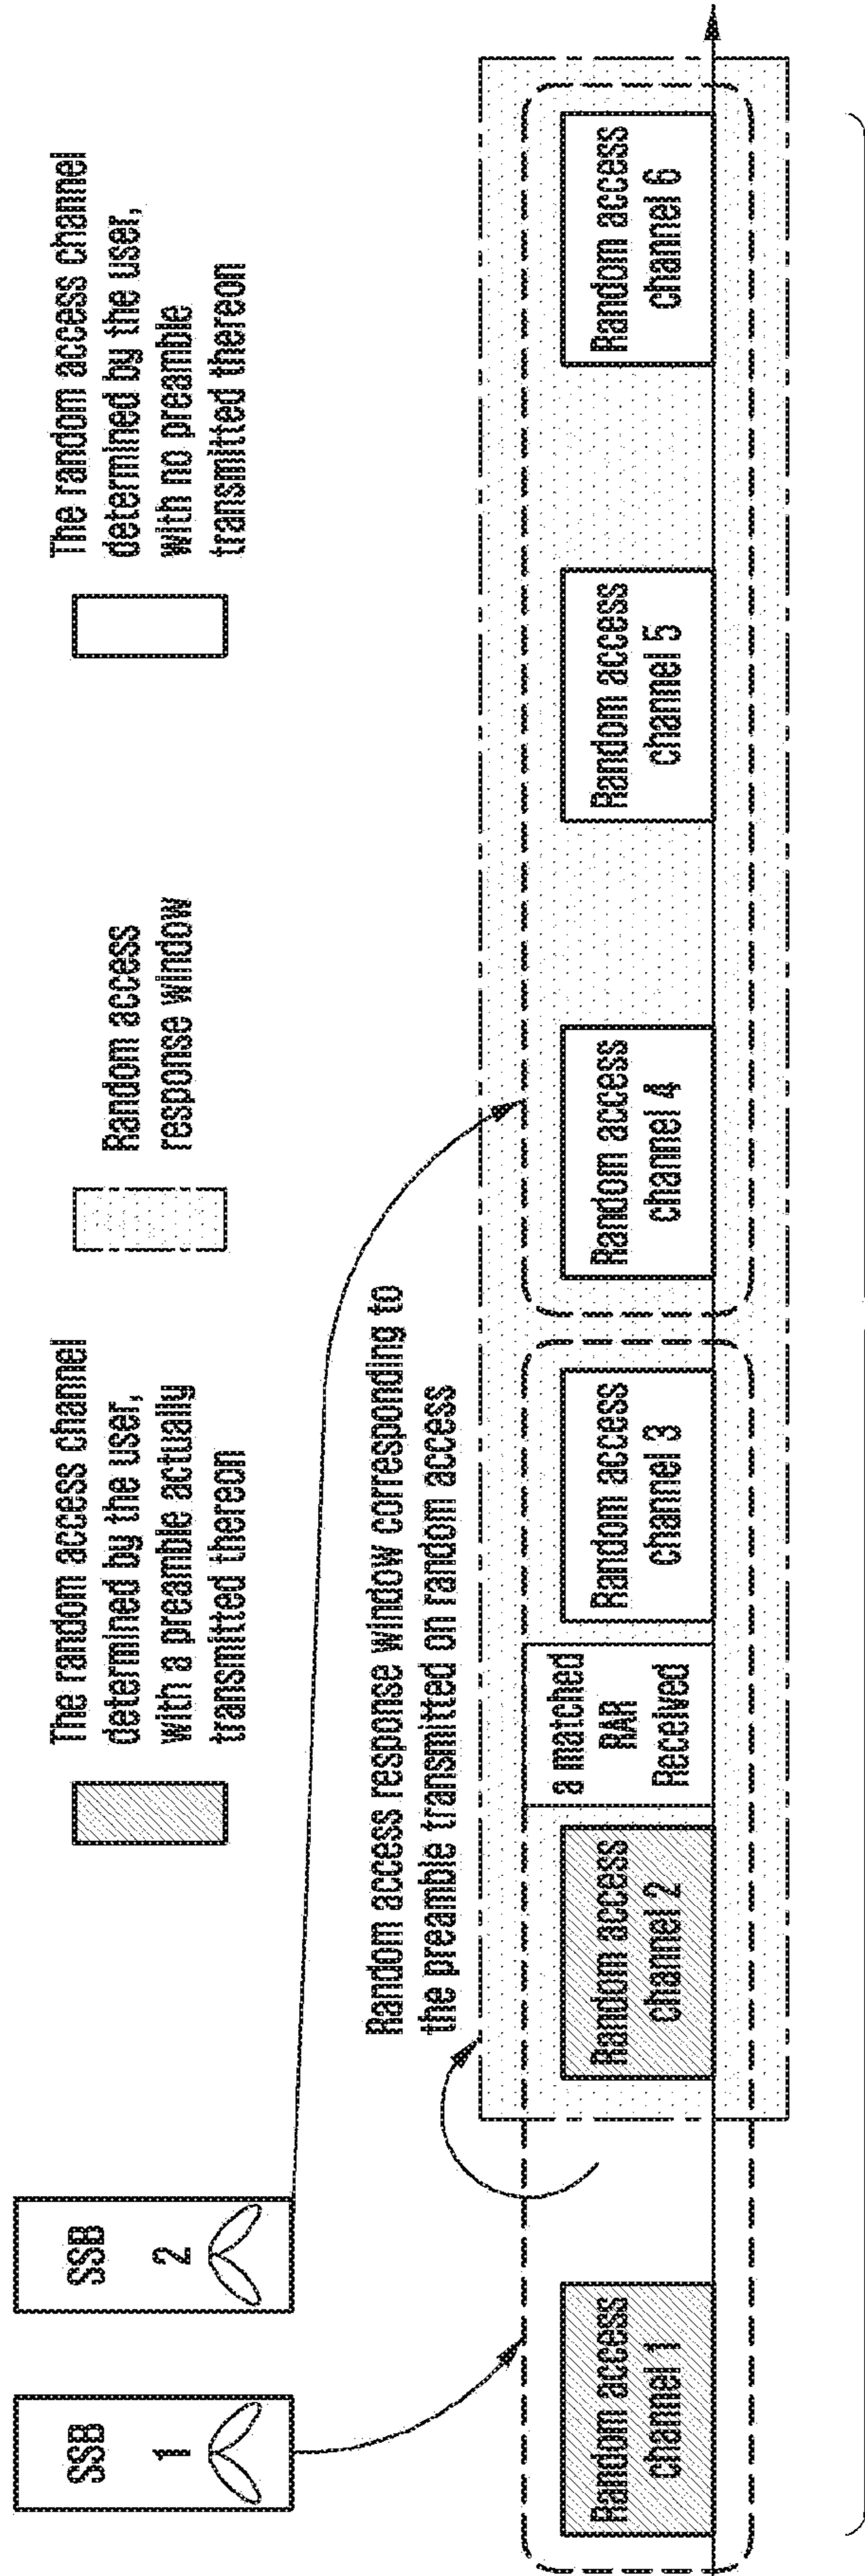 SSB
1
SSB
2
The random access channel
determined by the user,
with a preamble actually
transmitted thereon
Random access
response window
The random access channel
determined by the user,
with no preamble
transmitted thereon
Random access response window corresponding to
the preamble transmitted on random access
Random access
channel 1
Random access
channel 2
a matched
RAR
Received
Random access
channel 3
Random access
channel 4
Random access
channel 5
Random access
channel 6